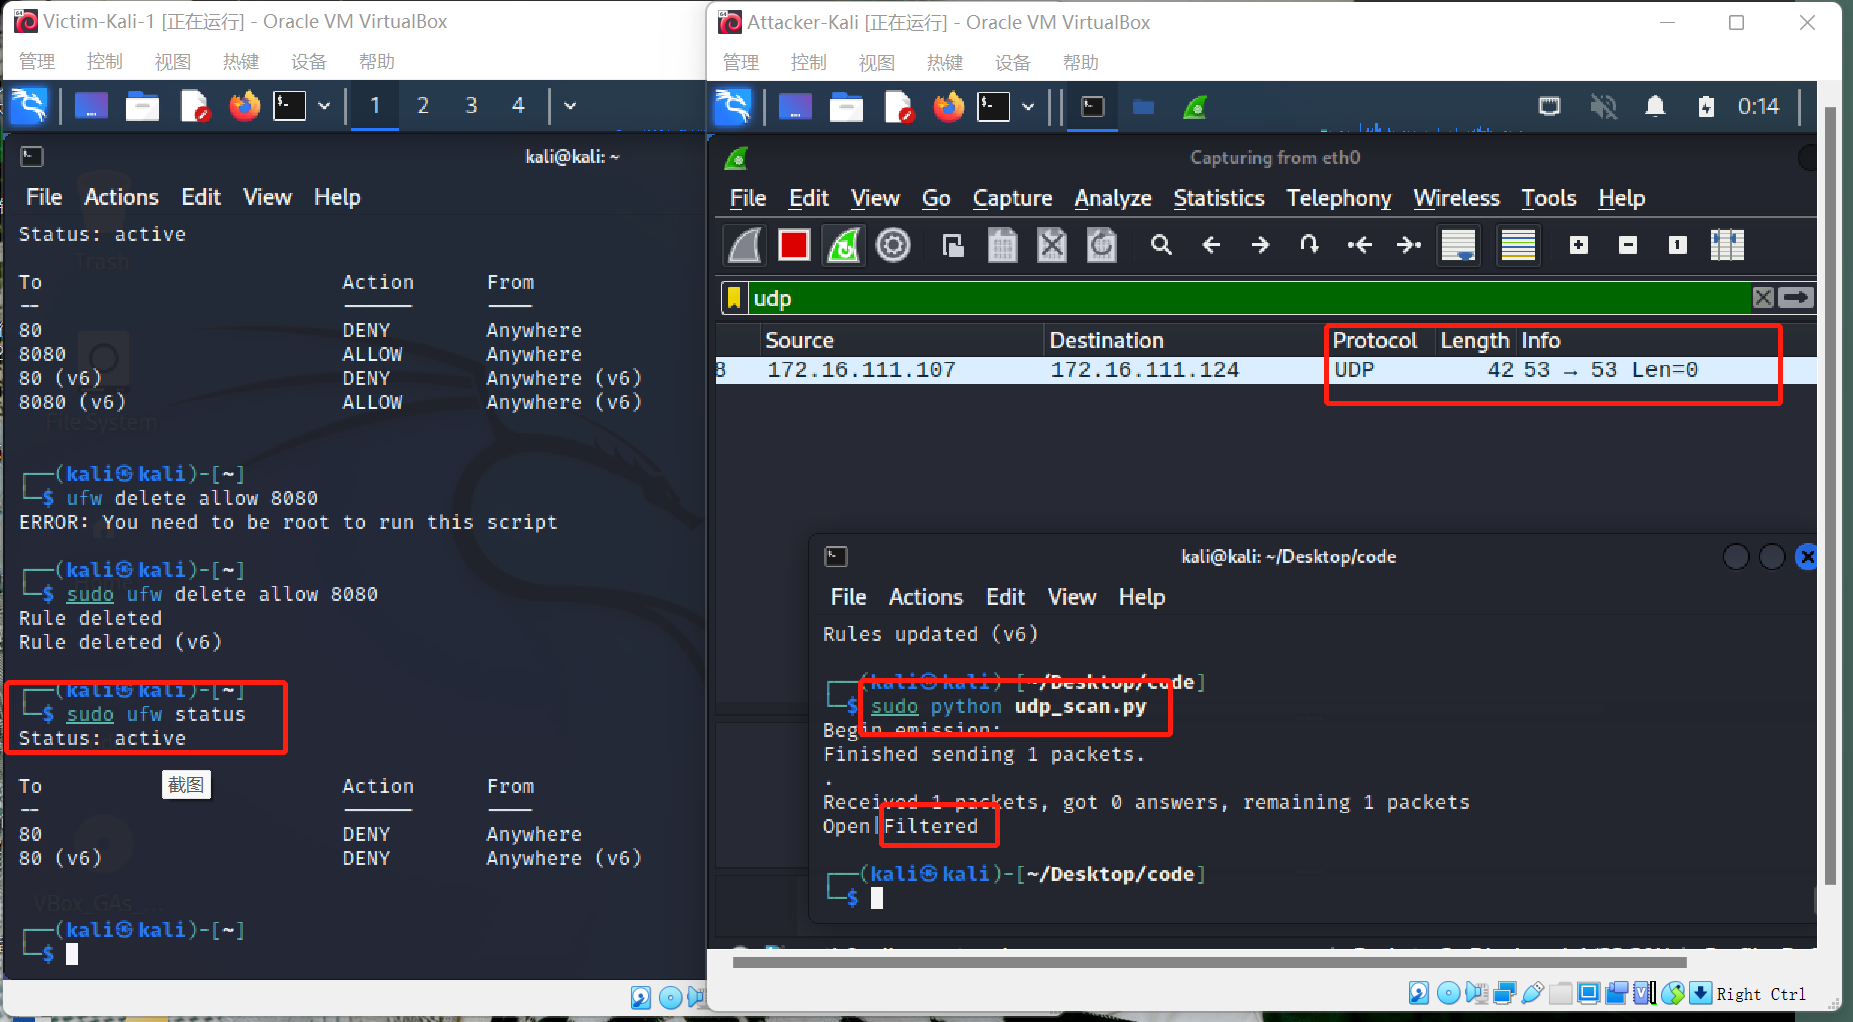 Victim-Kali-1 [正在运行] - Oracle VM VirtualBox
管理 控制 视图 热键 设备 帮助
1 2 3 4
kali@kali: ~
File Actions Edit View Help
Status: active
Trash
To Action From
-- ------ ----
80 DENY Anywhere
8080 ALLOW Anywhere
80 (v6) DENY Anywhere (v6)
8080 (v6) ALLOW Anywhere (v6)
File System
┌──(kali㉿kali)-[~]
└─$ ufw delete allow 8080
ERROR: You need to be root to run this script
┌──(kali㉿kali)-[~]
└─$ sudo ufw delete allow 8080
Rule deleted
Rule deleted (v6)
┌──(kali㉿kali)-[~]
└─$ sudo ufw status
Status: active
截图
To Action From
-- ------ ----
80 DENY Anywhere
80 (v6) DENY Anywhere (v6)
VBox_GAs_...
┌──(kali㉿kali)-[~]
└─$
Attacker-Kali [正在运行] - Oracle VM VirtualBox
管理 控制 视图 热键 设备 帮助
0:14
Capturing from eth0
File Edit View Go Capture Analyze Statistics Telephony Wireless Tools Help
udp
Source Destination Protocol Length Info
8 172.16.111.107 172.16.111.124 UDP 42 53 → 53 Len=0
kali@kali: ~/Desktop/code
File Actions Edit View Help
Rules updated (v6)
┌──(kali㉿kali)-[~/Desktop/code]
└─$ sudo python udp_scan.py
Begin emission:
Finished sending 1 packets.
.
Received 1 packets, got 0 answers, remaining 1 packets
Open|Filtered
┌──(kali㉿kali)-[~/Desktop/code]
└─$
Right Ctrl